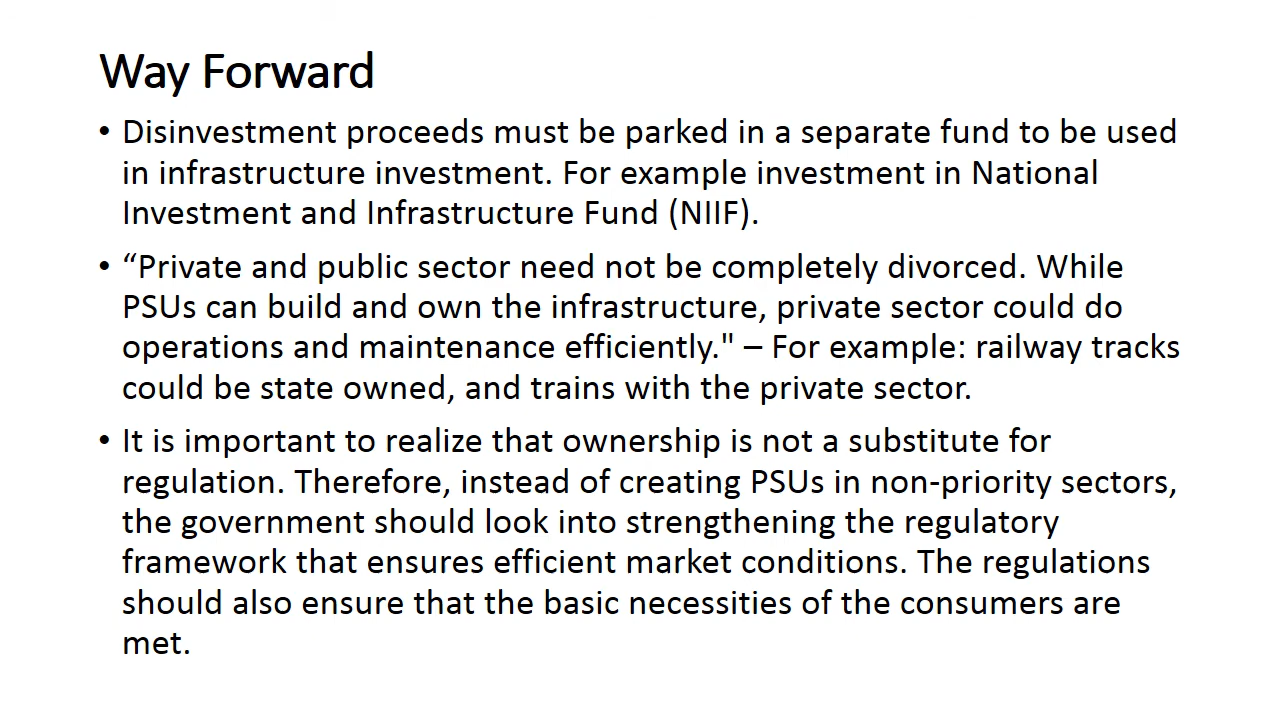 Way Forward
• Disinvestment proceeds must be parked in a separate fund to be used
in infrastructure investment. For example investment in National
Investment and Infrastructure Fund (NIIF).
• “Private and public sector need not be completely divorced. While
PSUs can build and own the infrastructure, private sector could do
operations and maintenance efficiently." – For example: railway tracks
could be state owned, and trains with the private sector.
• It is important to realize that ownership is not a substitute for
regulation. Therefore, instead of creating PSUs in non-priority sectors,
the government should look into strengthening the regulatory
framework that ensures efficient market conditions. The regulations
should also ensure that the basic necessities of the consumers are
met.